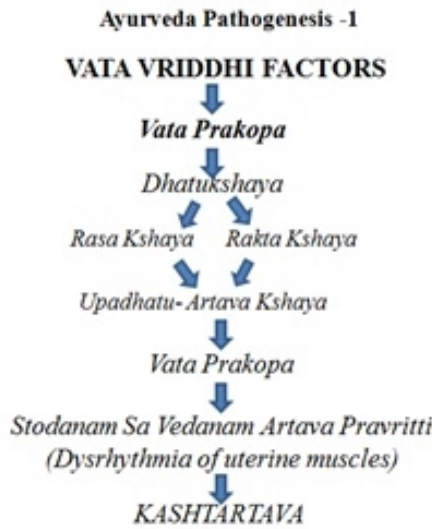 Ayurveda Pathogenesis -1
VATA VRIDDHI FACTORS
Vata Prakopa
Dhatukshaya
Rasa Kshaya Rakta Kshaya
Upadhatu- Artava Kshaya
Vata Prakopa
Stodanam Sa Vedanam Artava Pravritti
(Dysrhythmia of uterine muscles)
KASHTARTAVA